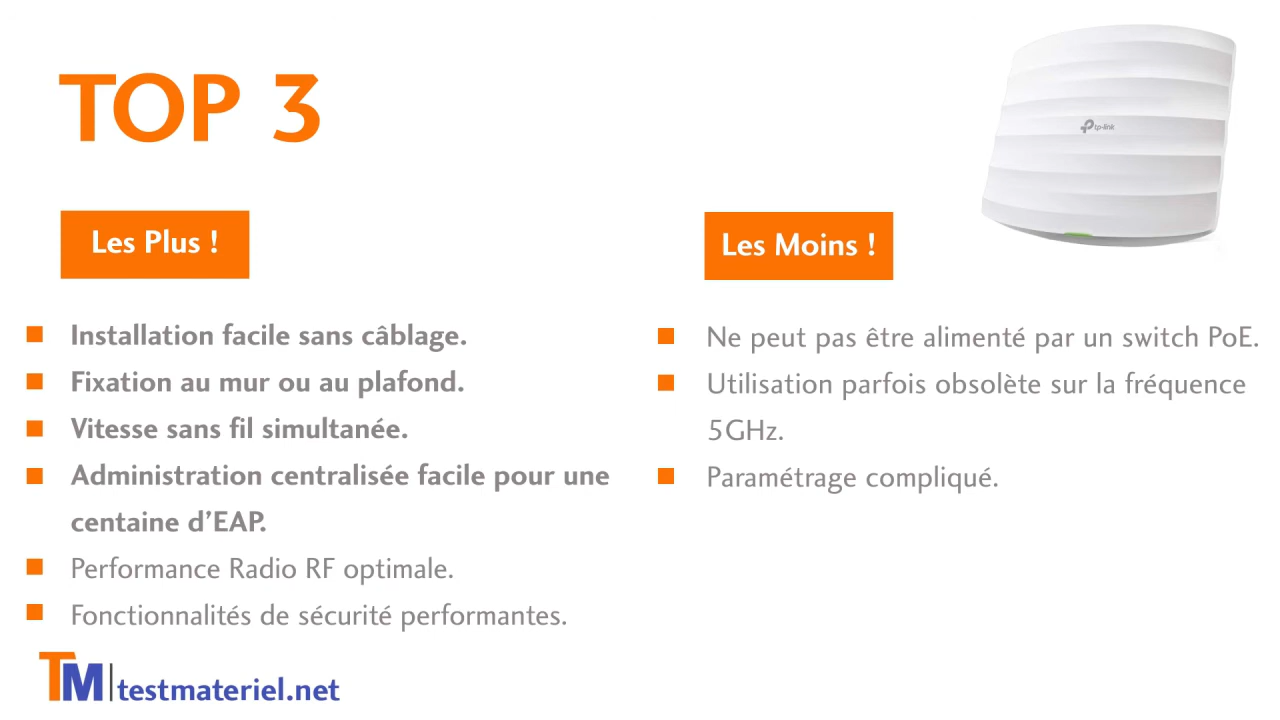 TOP 3
tp-link
Les Plus !
Les Moins !
Installation facile sans câblage.
Fixation au mur ou au plafond.
Vitesse sans fil simultanée.
Administration centralisée facile pour une
centaine d’EAP.
Performance Radio RF optimale.
Fonctionnalités de sécurité performantes.
Ne peut pas être alimenté par un switch PoE.
Utilisation parfois obsolète sur la fréquence
5GHz.
Paramétrage compliqué.
TM|testmateriel.net